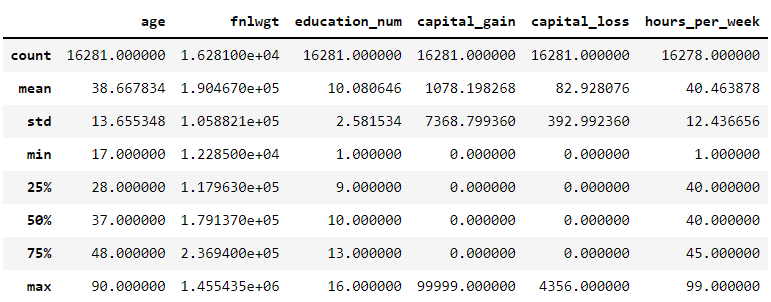 age fnlwgt education_num capital_gain capital_loss hours_per_week
count 16281.000000 1.628100e+04 16281.000000 16281.000000 16281.000000 16278.000000
mean 38.667834 1.904670e+05 10.080646 1078.198268 82.928076 40.463878
std 13.655348 1.058821e+05 2.581534 7368.799360 392.992360 12.436656
min 17.000000 1.228500e+04 1.000000 0.000000 0.000000 1.000000
25% 28.000000 1.179630e+05 9.000000 0.000000 0.000000 40.000000
50% 37.000000 1.791370e+05 10.000000 0.000000 0.000000 40.000000
75% 48.000000 2.369400e+05 13.000000 0.000000 0.000000 45.000000
max 90.000000 1.455435e+06 16.000000 99999.000000 4356.000000 99.000000